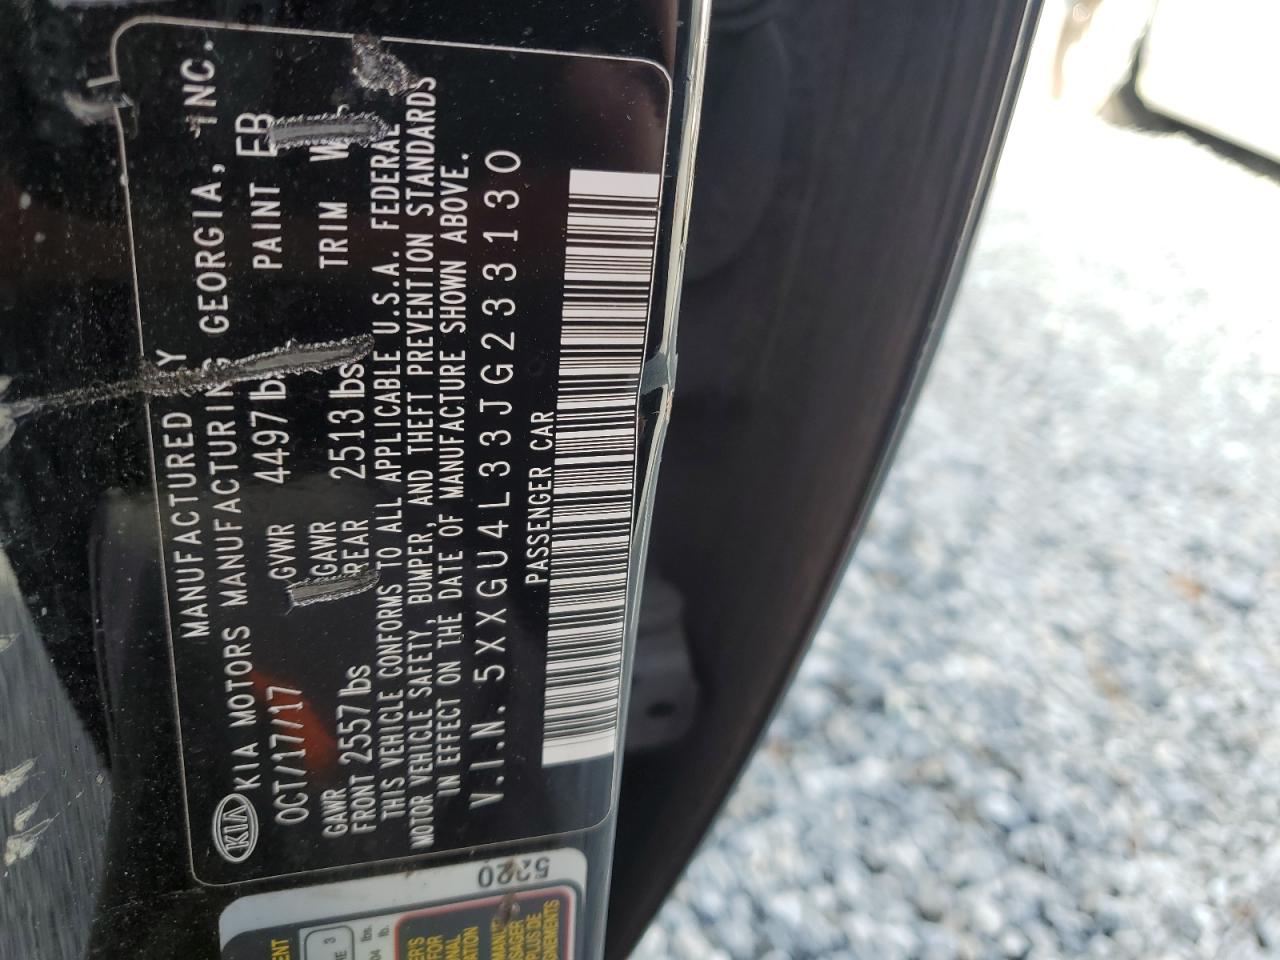 MANUFACTURED BY
KIA KIA MOTORS MANUFACTURING GEORGIA, INC.
OCT/17/17 GVWR 4497 PAINT EB
GAWR GAWR
FRONT 2557 lbs REAR 2513 lbs TRIM
THIS VEHICLE CONFORMS TO ALL APPLICABLE U.S.A. FEDERAL
MOTOR VEHICLE SAFETY, BUMPER, AND THEFT PREVENTION STANDARDS
IN EFFECT ON THE DATE OF MANUFACTURE SHOWN ABOVE.
V.I.N. 5XXGU4L33JG233130
PASSENGER CAR
PLUS DE